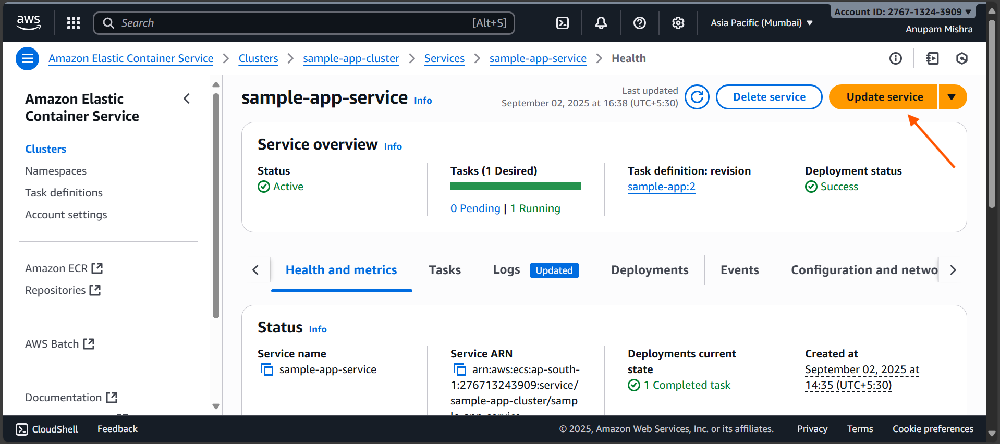 aws
Search
[Alt+S]
Asia Pacific (Mumbai)
Account ID: 2767-1324-3909
Anupam Mishra
Amazon Elastic Container Service
Clusters
sample-app-cluster
Services
sample-app-service
Health
Amazon Elastic
Container Service
Clusters
Namespaces
Task definitions
Account settings
Amazon ECR
Repositories
AWS Batch
Documentation
sample-app-service Info
Last updated
September 02, 2025 at 16:38 (UTC+5:30)
Delete service
Update service
Service overview Info
Status
Active
Tasks (1 Desired)
0 Pending | 1 Running
Task definition: revision
sample-app:2
Deployment status
Success
Health and metrics
Tasks
Logs Updated
Deployments
Events
Configuration and netwo
Status Info
Service name
sample-app-service
Service ARN
arn:aws:ecs:ap-south-
1:276713243909:service/
sample-app-cluster/samp
le-app-service
Deployments current
state
1 Completed task
Created at
September 02, 2025 at
14:35 (UTC+5:30)
CloudShell
Feedback
© 2025, Amazon Web Services, Inc. or its affiliates.
Privacy
Terms
Cookie preferences